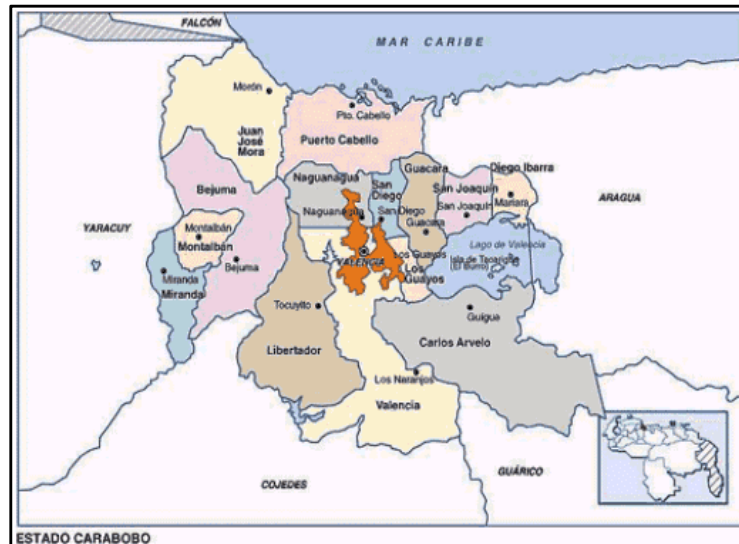 FALCÓN
MAR CARIBE
Morón
Pto. Cabello
Juan
José
Mora
Puerto Cabello
Naguanagua
San
Diego
Guacara
Diego Ibarra
Bejuma
San Joaquín
ARAGUA
Mariara
Naguanagua
San Diego
San Joaquín
YARACUY
Montalbán
Guacara
Montalbán
Lago de Valencia
VALENCIA
Los Guayos
Isla de Tacarigua
(El Burro)
Bejuma
Los
Guayos
Miranda
Miranda
Tocuyito
Güigüe
Carlos Arvelo
Libertador
Los Naranjos
Valencia
GUÁRICO
COJEDES
ESTADO CARABOBO